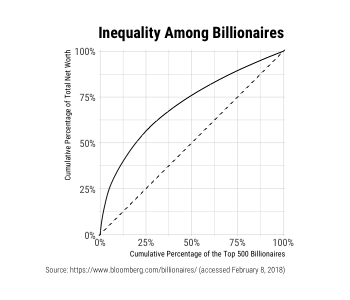 Inequality Among Billionaires
Cumulative Percentage of Total Net Worth
100%
75%
50%
25%
0%
0% 25% 50% 75% 100%
Cumulative Percentage of the Top 500 Billionaires
Source: https://www.bloomberg.com/billionaires/ (accessed February 8, 2018)